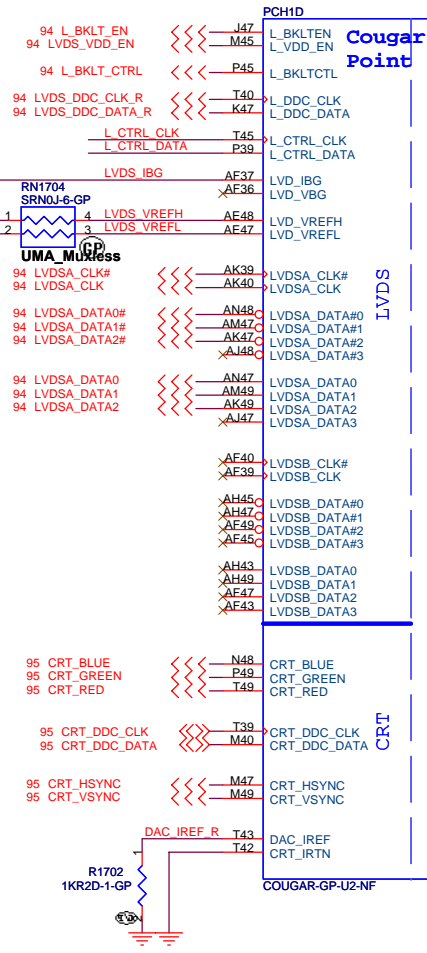 PCH1D
Cougar
Point
94 L_BKLT_EN J47 L_BKLTEN
94 LVDS_VDD_EN M45 L_VDD_EN
94 L_BKLT_CTRL P45 L_BKLTCTL
94 LVDS_DDC_CLK_R T40 L_DDC_CLK
94 LVDS_DDC_DATA_R K47 L_DDC_DATA
L_CTRL_CLK T45 L_CTRL_CLK
L_CTRL_DATA P39 L_CTRL_DATA
LVDS_IBG AF37 LVD_IBG
AF36 LVD_VBG
RN1704
SRN0J-6-GP
1 4 LVDS_VREFH AE48 LVD_VREFH
2 3 LVDS_VREFL AE47 LVD_VREFL
GP
UMA_Muxless
94 LVDSA_CLK# AK39 LVDSA_CLK#
94 LVDSA_CLK AK40 LVDSA_CLK
LVDS
94 LVDSA_DATA0# AN48 LVDSA_DATA#0
94 LVDSA_DATA1# AM47 LVDSA_DATA#1
94 LVDSA_DATA2# AK47 LVDSA_DATA#2
AJ48 LVDSA_DATA#3
94 LVDSA_DATA0 AN47 LVDSA_DATA0
94 LVDSA_DATA1 AM49 LVDSA_DATA1
94 LVDSA_DATA2 AK49 LVDSA_DATA2
AJ47 LVDSA_DATA3
AF40 LVDSB_CLK#
AF39 LVDSB_CLK
AH45 LVDSB_DATA#0
AH47 LVDSB_DATA#1
AF49 LVDSB_DATA#2
AF45 LVDSB_DATA#3
AH43 LVDSB_DATA0
AH49 LVDSB_DATA1
AF47 LVDSB_DATA2
AF43 LVDSB_DATA3
95 CRT_BLUE N48 CRT_BLUE
95 CRT_GREEN P49 CRT_GREEN
95 CRT_RED T49 CRT_RED
95 CRT_DDC_CLK T39 CRT_DDC_CLK
95 CRT_DDC_DATA M40 CRT_DDC_DATA
CRT
95 CRT_HSYNC M47 CRT_HSYNC
95 CRT_VSYNC M49 CRT_VSYNC
DAC_IREF_R T43 DAC_IREF
T42 CRT_IRTN
1
R1702
1KR2D-1-GP
COUGAR-GP-U2-NF